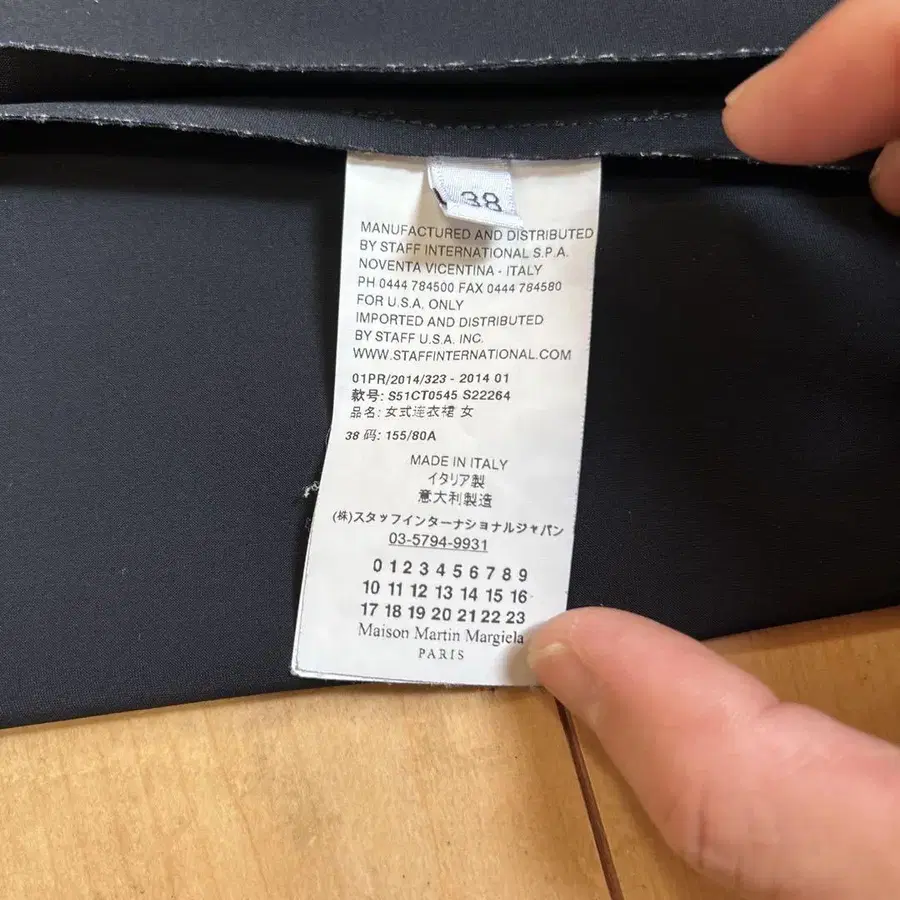 38
MANUFACTURED AND DISTRIBUTED
BY STAFF INTERNATIONAL S.P.A.
NOVENTA VICENTINA - ITALY
PH 0444 784500 FAX 0444 784580
FOR U.S.A. ONLY
IMPORTED AND DISTRIBUTED
BY STAFF U.S.A. INC.
WWW.STAFFINTERNATIONAL.COM
01PR/2014/323 - 2014 01
款号: S51CT0545 S22264
品名: 女式连衣裙 女
38 码: 155/80A
MADE IN ITALY
イタリア製
意大利製造
(株)スタッフインターナショナルジャパン
03-5794-9931
0 1 2 3 4 5 6 7 8 9
10 11 12 13 14 15 16
17 18 19 20 21 22 23
Maison Martin Margiela
PARIS